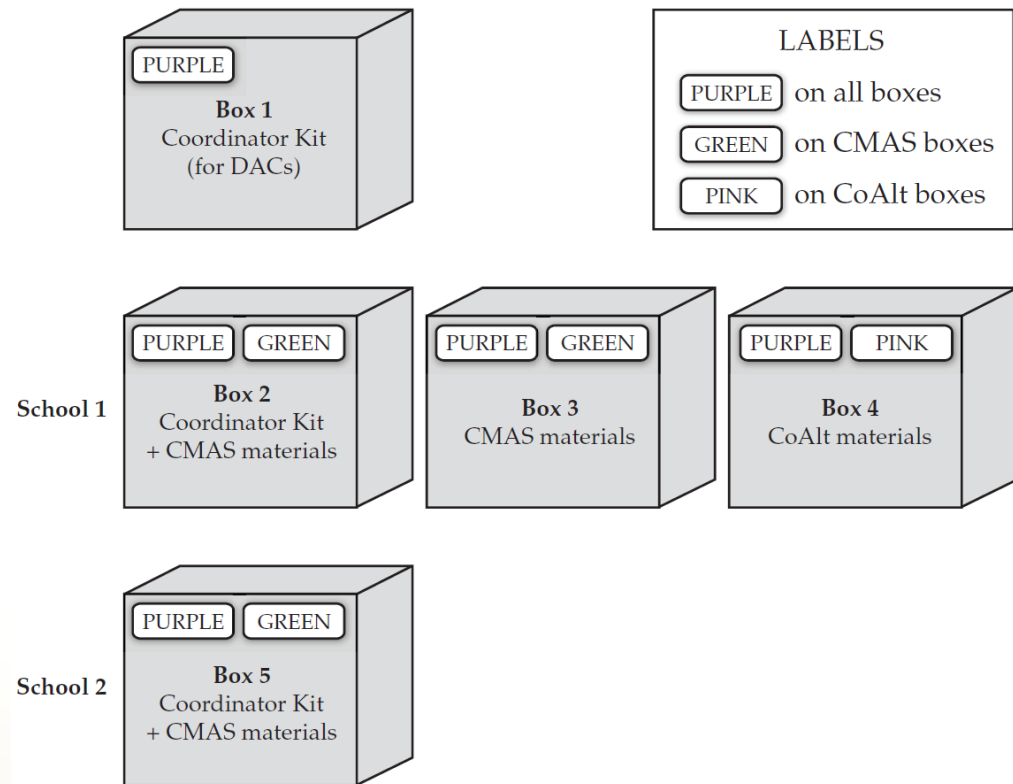 PURPLE
Box 1
Coordinator Kit
(for DACs)
LABELS
PURPLE on all boxes
GREEN on CMAS boxes
PINK on CoAlt boxes
School 1
PURPLE GREEN
Box 2
Coordinator Kit
+ CMAS materials
PURPLE GREEN
Box 3
CMAS materials
PURPLE PINK
Box 4
CoAlt materials
School 2
PURPLE GREEN
Box 5
Coordinator Kit
+ CMAS materials